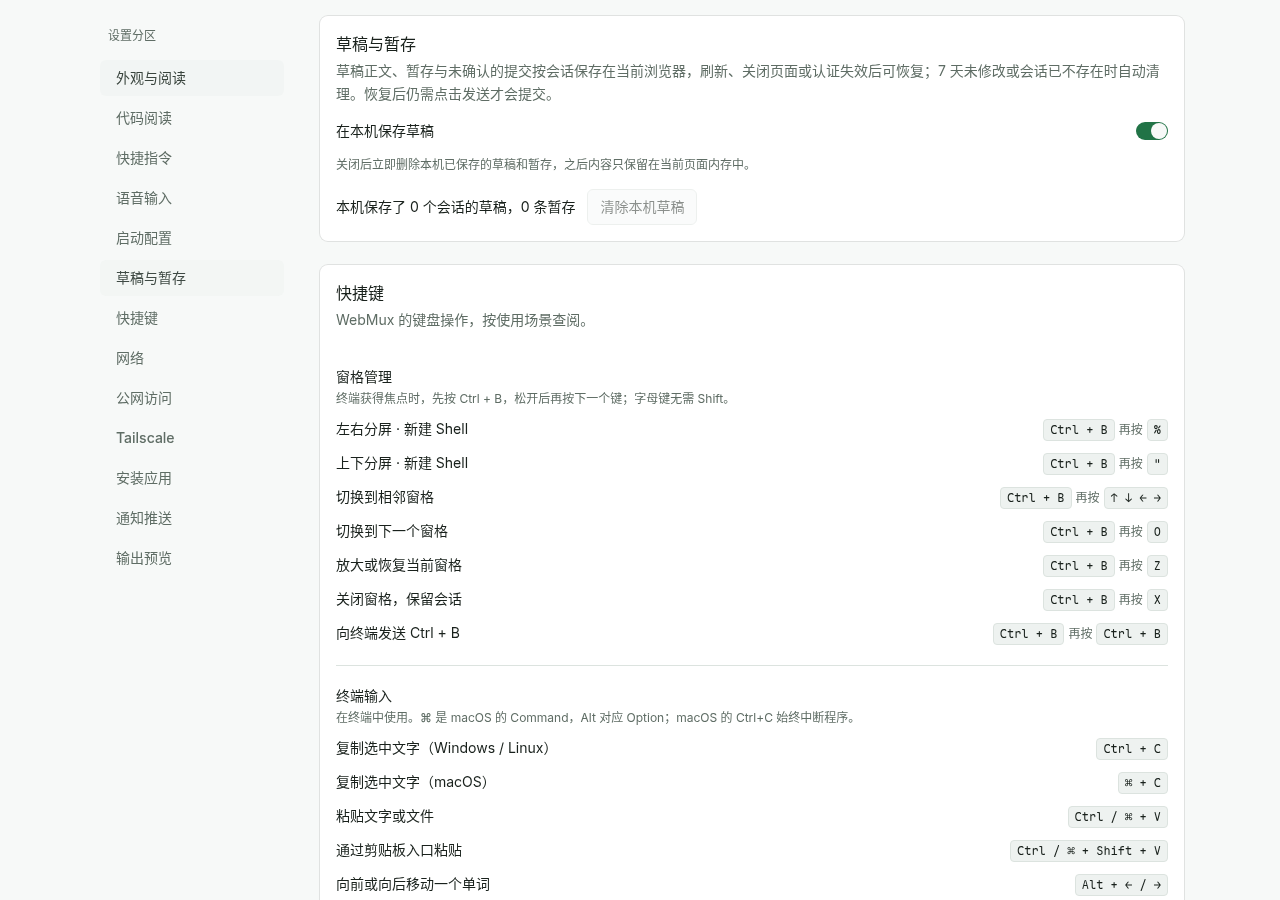 设置分区
外观与阅读
代码阅读
快捷指令
语音输入
启动配置
草稿与暂存
快捷键
网络
公网访问
Tailscale
安装应用
通知推送
输出预览
草稿与暂存
草稿正文、暂存与未确认的提交按会话保存在当前浏览器，刷新、关闭页面或认证失效后可恢复；7 天未修改或会话已不存在时自动清
理。恢复后仍需点击发送才会提交。
在本机保存草稿
关闭后立即删除本机已保存的草稿和暂存，之后内容只保留在当前页面内存中。
本机保存了 0 个会话的草稿，0 条暂存 清除本机草稿
快捷键
WebMux 的键盘操作，按使用场景查阅。
窗格管理
终端获得焦点时，先按 Ctrl + B，松开后再按下一个键；字母键无需 Shift。
左右分屏 · 新建 Shell Ctrl + B 再按 %
上下分屏 · 新建 Shell Ctrl + B 再按 "
切换到相邻窗格 Ctrl + B 再按 ↑ ↓ ← →
切换到下一个窗格 Ctrl + B 再按 O
放大或恢复当前窗格 Ctrl + B 再按 Z
关闭窗格，保留会话 Ctrl + B 再按 X
向终端发送 Ctrl + B Ctrl + B 再按 Ctrl + B
终端输入
在终端中使用。⌘ 是 macOS 的 Command，Alt 对应 Option；macOS 的 Ctrl+C 始终中断程序。
复制选中文字（Windows / Linux） Ctrl + C
复制选中文字（macOS） ⌘ + C
粘贴文字或文件 Ctrl / ⌘ + V
通过剪贴板入口粘贴 Ctrl / ⌘ + Shift + V
向前或向后移动一个单词 Alt + ← / →